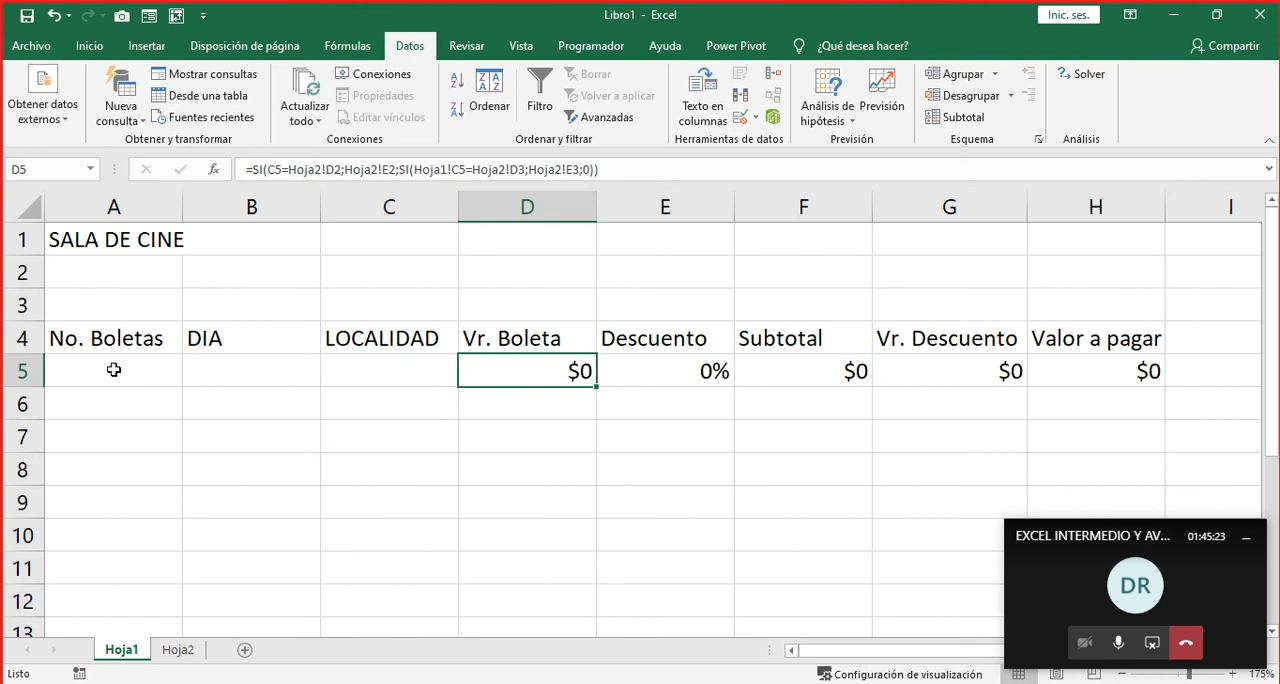 Libro1 - Excel
Inic. ses.
Archivo Inicio Insertar Disposición de página Fórmulas Datos Revisar Vista Programador Ayuda Power Pivot ¿Qué desea hacer? Compartir
Obtener datos externos
Nueva consulta
Mostrar consultas
Desde una tabla
Fuentes recientes
Obtener y transformar
Actualizar todo
Conexiones
Propiedades
Editar vínculos
Conexiones
Ordenar
Filtro
Borrar
Volver a aplicar
Avanzadas
Ordenar y filtrar
Texto en columnas
Herramientas de datos
Análisis de hipótesis
Previsión
Previsión
Agrupar
Desagrupar
Subtotal
Esquema
Solver
Análisis
D5 fx =SI(C5=Hoja2!D2;Hoja2!E2;SI(Hoja1!C5=Hoja2!D3;Hoja2!E3;0))
A B C D E F G H I
1 SALA DE CINE
2
3
4 No. Boletas DIA LOCALIDAD Vr. Boleta Descuento Subtotal Vr. Descuento Valor a pagar
5 $0 0% $0 $0 $0
6
7
8
9
10
11
12
13
EXCEL INTERMEDIO Y AV... 01:45:23
DR
Hoja1 Hoja2
Listo Configuración de visualización 175%